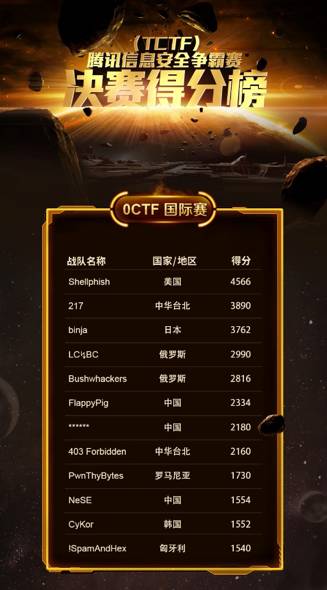 (TCTF)
腾讯信息安全争霸赛
决赛得分榜
0CTF 国际赛
战队名称 国家/地区 得分
Shellphish 美国 4566
217 中华台北 3890
binja 日本 3762
LC↯BC 俄罗斯 2990
Bushwhackers 俄罗斯 2816
FlappyPig 中国 2334
****** 中国 2180
403 Forbidden 中华台北 2160
PwnThyBytes 罗马尼亚 1730
NeSE 中国 1554
CyKor 韩国 1552
!SpamAndHex 匈牙利 1540